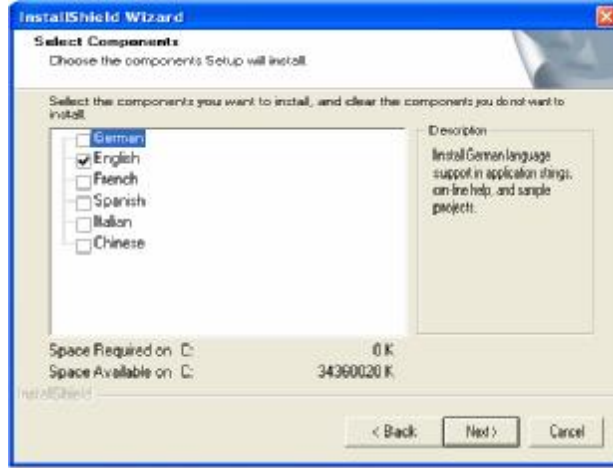 InstallShield Wizard
Select Components
Choose the components Setup will install.
Select the components you want to install, and clear the components you do not want to
install.
German
English
French
Spanish
Italian
Chinese
Description
Install German language
support in application strings,
on-line help, and sample
projects.
Space Required on C: 0 K
Space Available on C: 34360020 K
InstallShield
< Back Next > Cancel